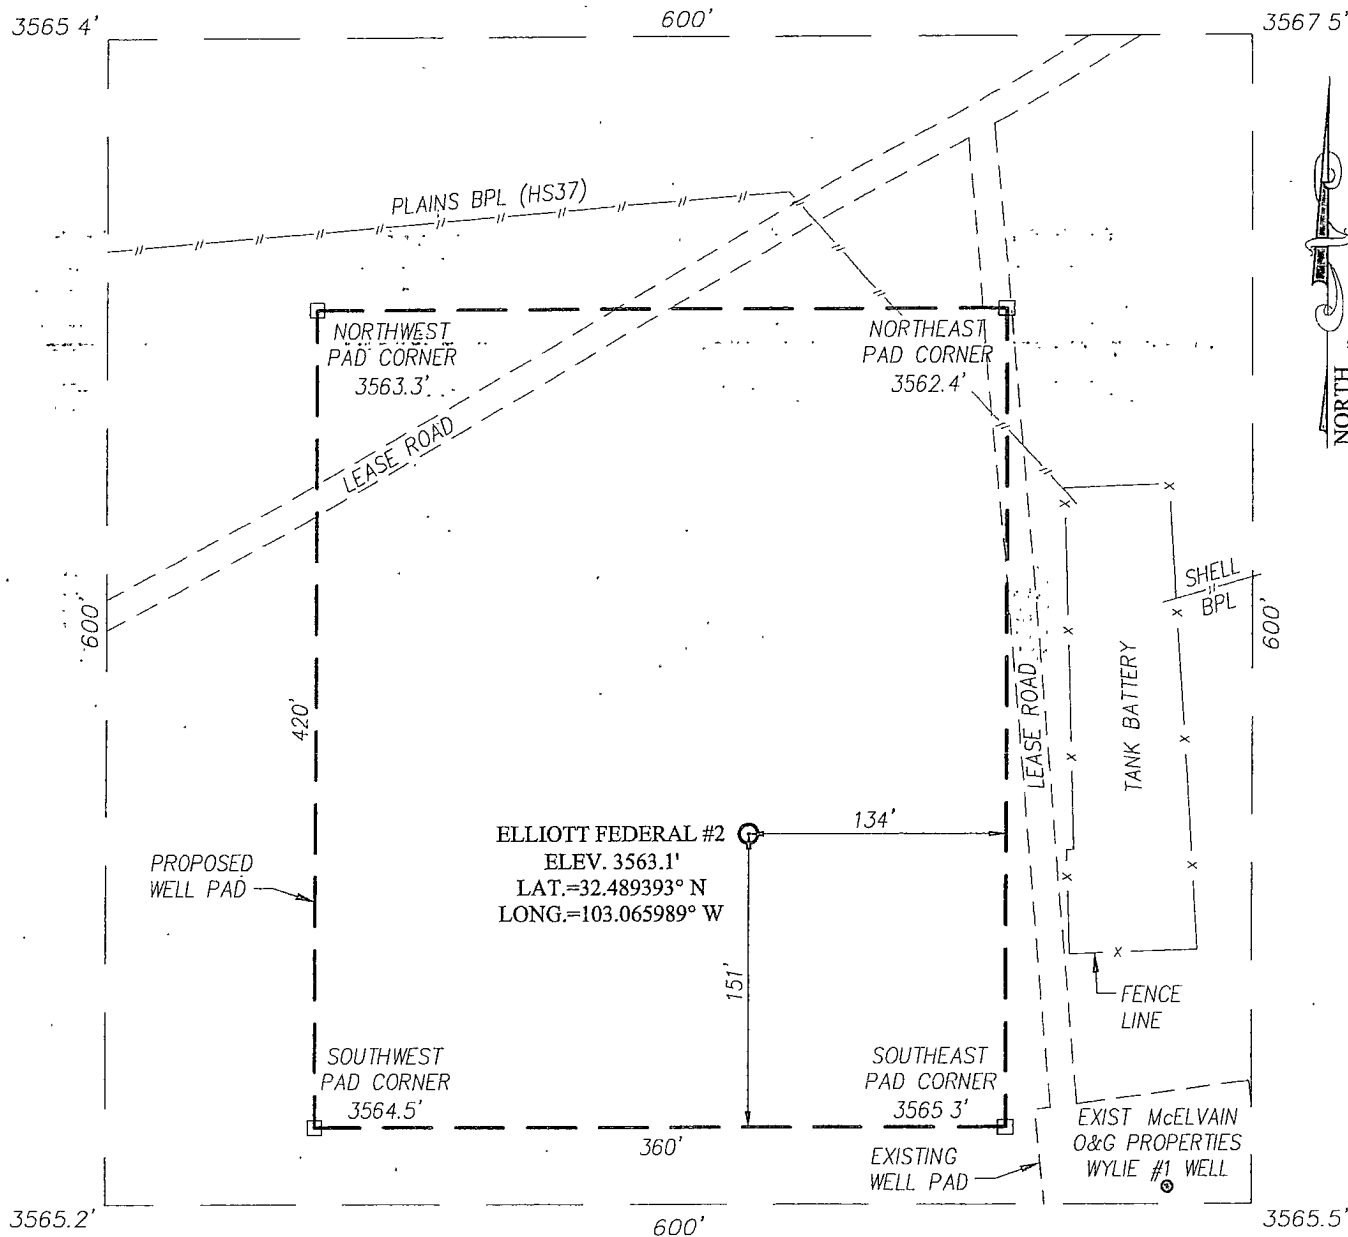 3565 4'
600'
3567 5'
PLAINS BPL (HS37)
NORTH
NORTHWEST
PAD CORNER
3563.3'
NORTHEAST
PAD CORNER
3562.4'
LEASE ROAD
SHELL
BPL
600'
600'
420'
LEASE ROAD
TANK BATTERY
134'
ELLIOTT FEDERAL #2
ELEV. 3563.1'
LAT.=32.489393° N
LONG.=103.065989° W
PROPOSED
WELL PAD
151'
FENCE
LINE
SOUTHWEST
PAD CORNER
3564.5'
SOUTHEAST
PAD CORNER
3565 3'
360'
EXIST McELVAIN
O&G PROPERTIES
WYLIE #1 WELL
EXISTING
WELL PAD
3565.2'
600'
3565.5'